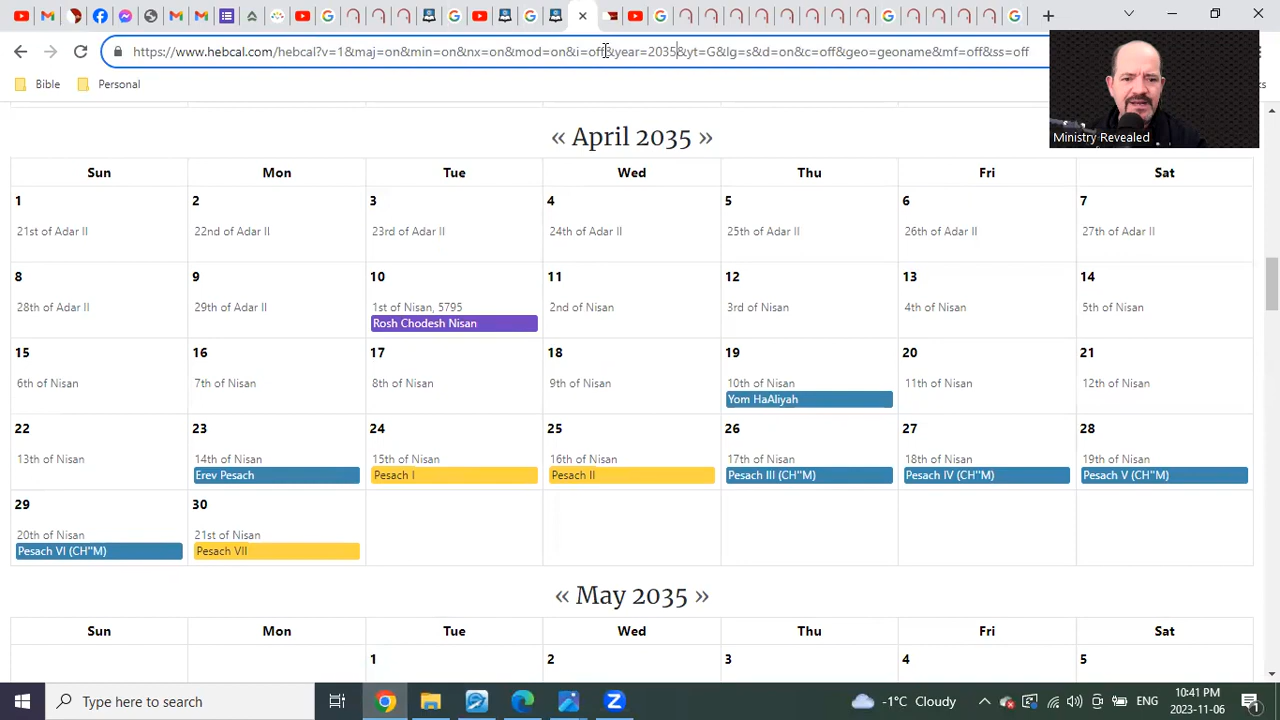 https://www.hebcal.com/hebcal?v=1&maj=on&min=on&nx=on&mod=on&i=off&year=2035&yt=G&lg=s&d=on&c=off&geo=geoname&mf=off&ss=off
Bible Personal
Ministry Revealed
« April 2035 »
Sun Mon Tue Wed Thu Fri Sat
1 2 3 4 5 6 7
21st of Adar II 22nd of Adar II 23rd of Adar II 24th of Adar II 25th of Adar II 26th of Adar II 27th of Adar II
8 9 10 11 12 13 14
28th of Adar II 29th of Adar II 1st of Nisan, 5795 2nd of Nisan 3rd of Nisan 4th of Nisan 5th of Nisan
Rosh Chodesh Nisan
15 16 17 18 19 20 21
6th of Nisan 7th of Nisan 8th of Nisan 9th of Nisan 10th of Nisan 11th of Nisan 12th of Nisan
Yom HaAliyah
22 23 24 25 26 27 28
13th of Nisan 14th of Nisan 15th of Nisan 16th of Nisan 17th of Nisan 18th of Nisan 19th of Nisan
Erev Pesach Pesach I Pesach II Pesach III (CH"M) Pesach IV (CH"M) Pesach V (CH"M)
29 30
20th of Nisan 21st of Nisan
Pesach VI (CH"M) Pesach VII
« May 2035 »
Sun Mon Tue Wed Thu Fri Sat
1 2 3 4 5
Type here to search
-1°C Cloudy
ENG
10:41 PM
2023-11-06